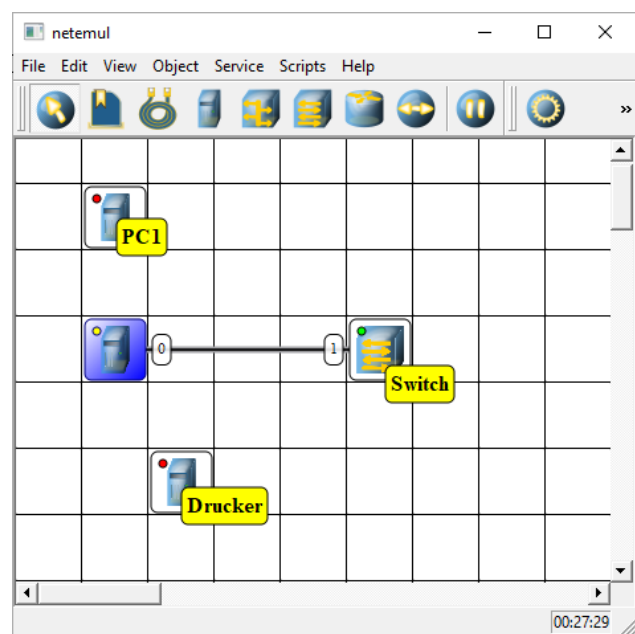 netemul
File Edit View Object Service Scripts Help
»
PC1
0 1
Switch
Drucker
00:27:29